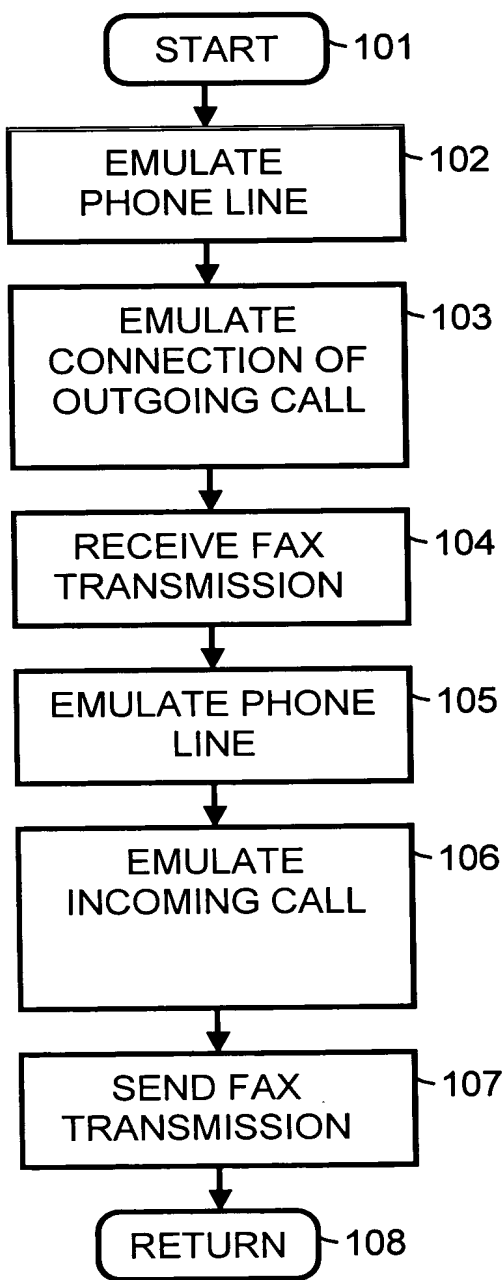 START
101
EMULATE
PHONE LINE
102
EMULATE
CONNECTION OF
OUTGOING CALL
103
RECEIVE FAX
TRANSMISSION
104
EMULATE PHONE
LINE
105
EMULATE
INCOMING CALL
106
SEND FAX
TRANSMISSION
107
RETURN
108